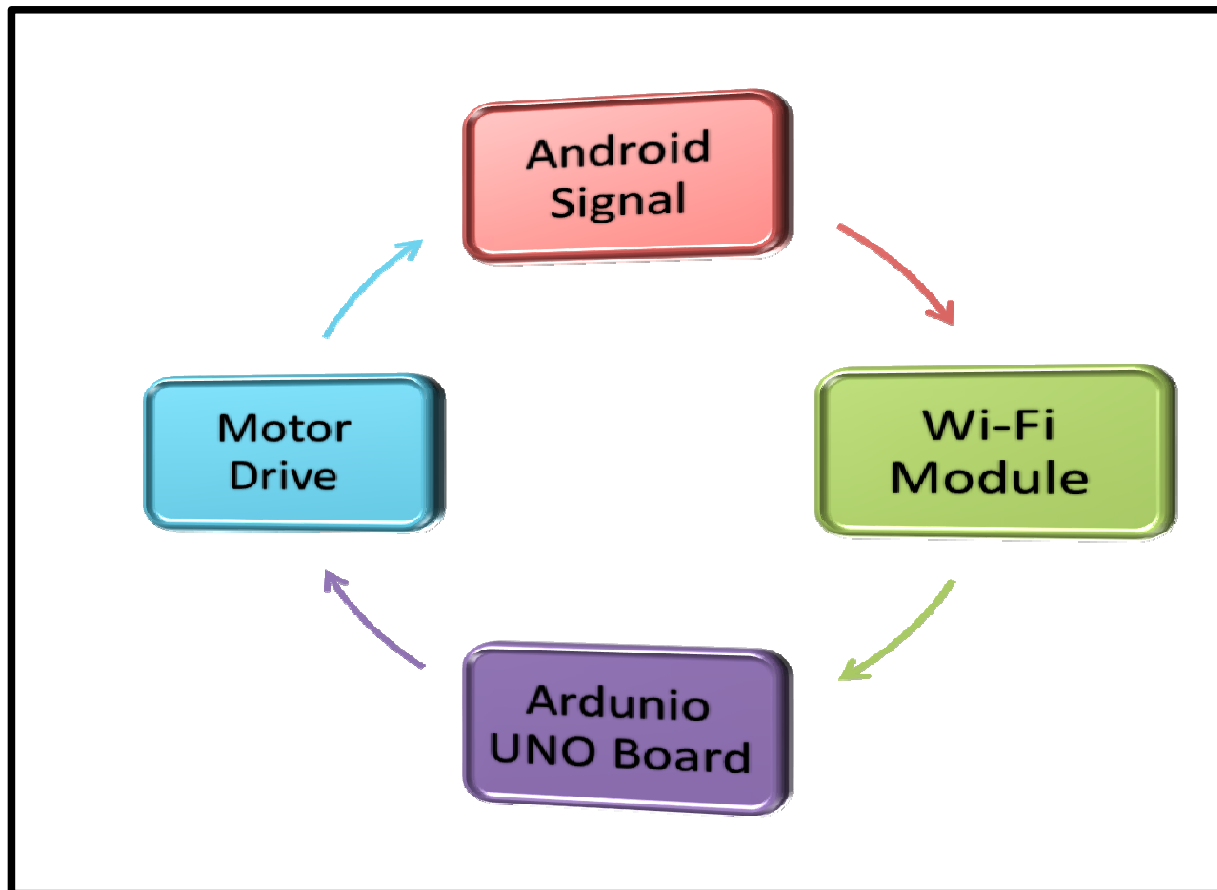 Android
Signal
Wi-Fi
Module
Ardunio
UNO Board
Motor
Drive